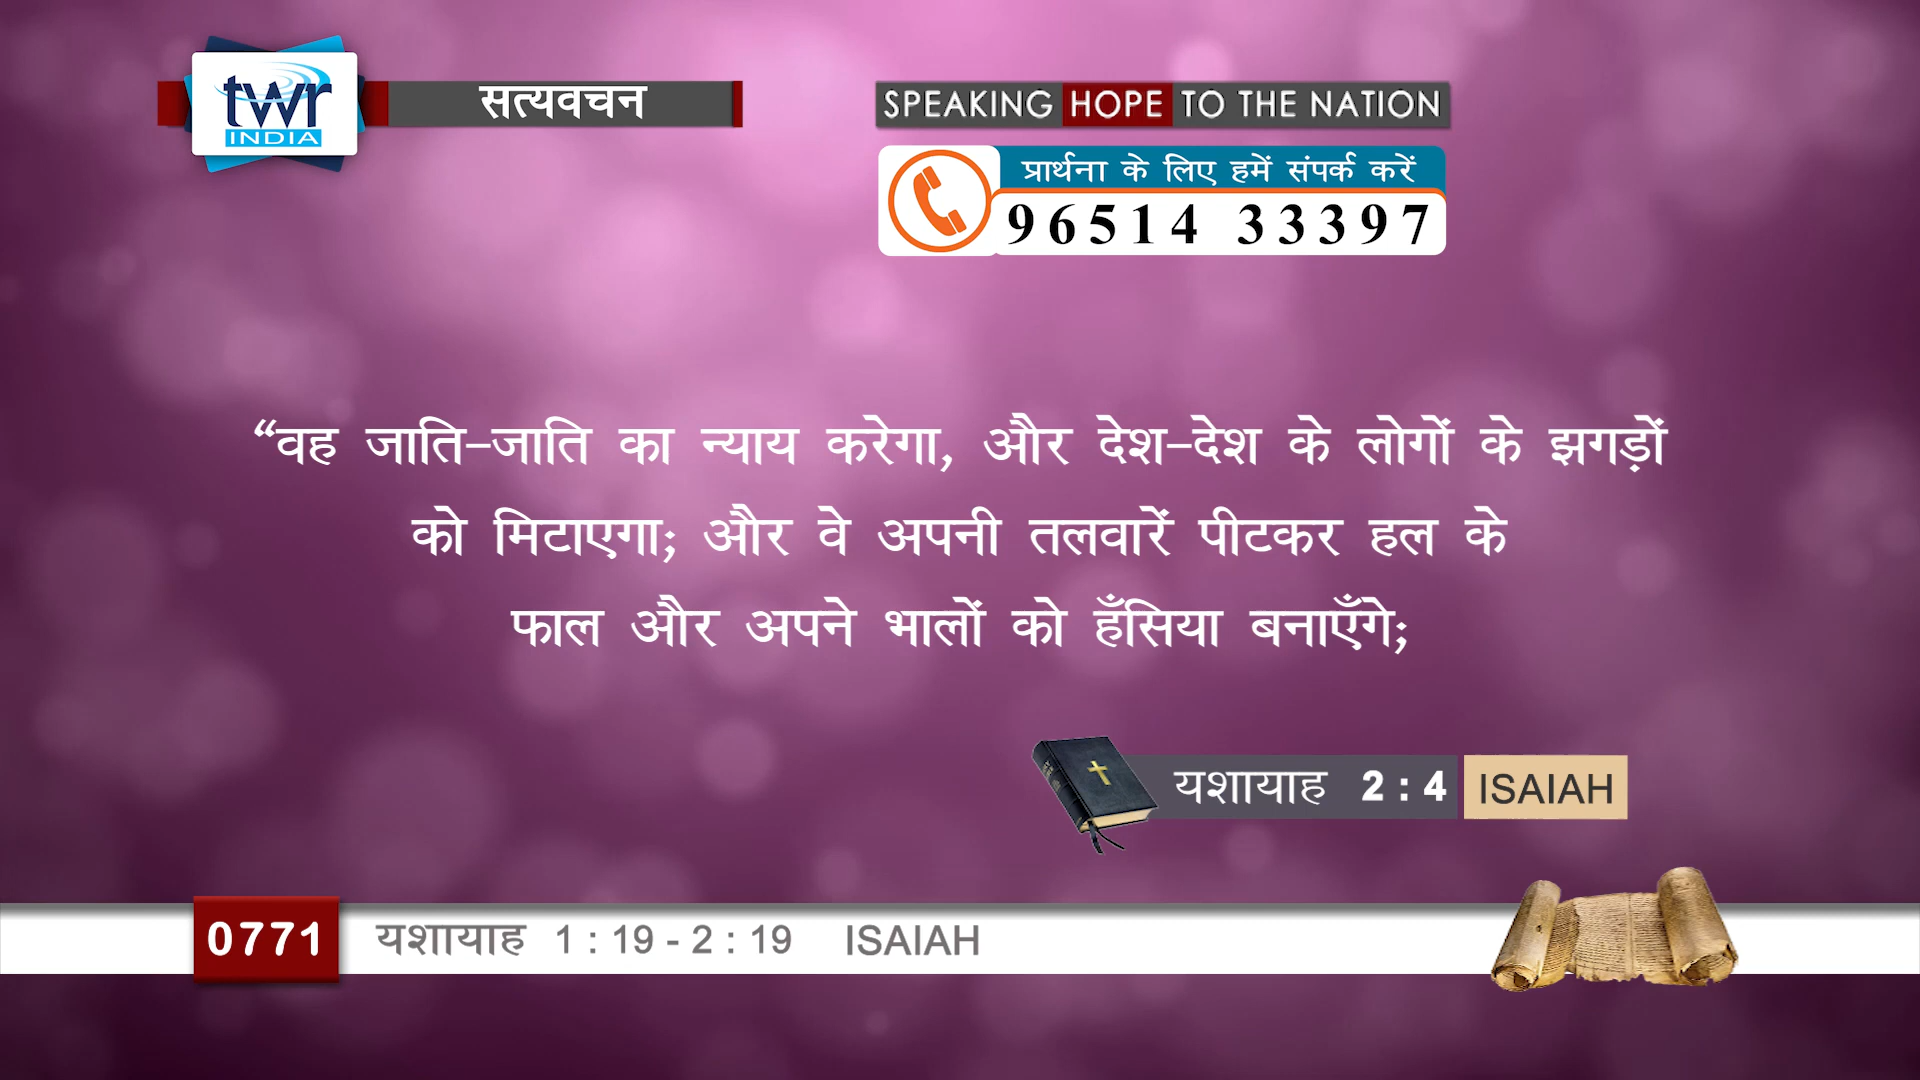 twr
INDIA
सत्यवचन
SPEAKING HOPE TO THE NATION
प्रार्थना के लिए हमें संपर्क करें
96514 33397
“वह जाति-जाति का न्याय करेगा, और देश-देश के लोगों के झगड़ों
को मिटाएगा; और वे अपनी तलवारें पीटकर हल के
फाल और अपने भालों को हँसिया बनाएँगे;
यशायाह 2 : 4 ISAIAH
0771 यशायाह 1 : 19 - 2 : 19 ISAIAH